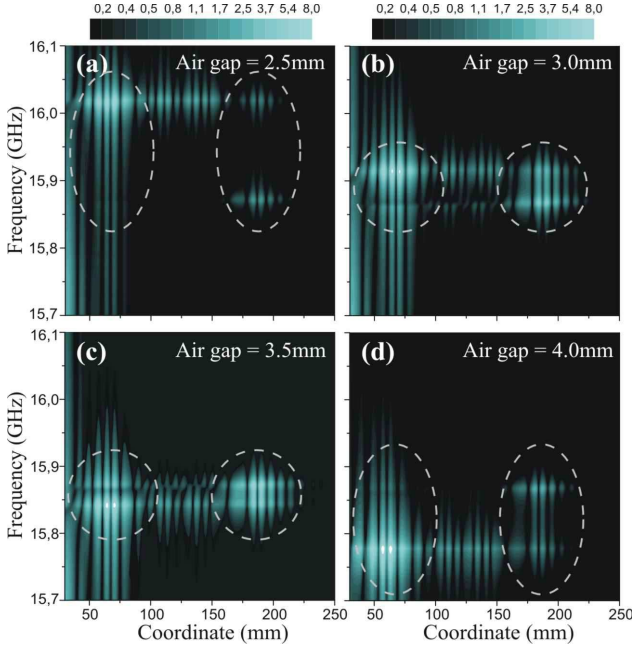 0,2 0,4 0,5 0,8 1,1 1,7 2,5 3,6 5,4 8,0
0,2 0,4 0,5 0,8 1,1 1,7 2,5 3,6 5,4 8,0
(a) Air gap = 2.5mm
(b) Air gap = 3.0mm
16,1
16,0
15,9
15,8
15,7
Frequency (GHz)
(c) Air gap = 3.5mm
(d) Air gap = 4.0mm
16,1
16,0
15,9
15,8
15,7
Frequency (GHz)
50 100 150 200 250
50 100 150 200 250
Coordinate (mm)
Coordinate (mm)